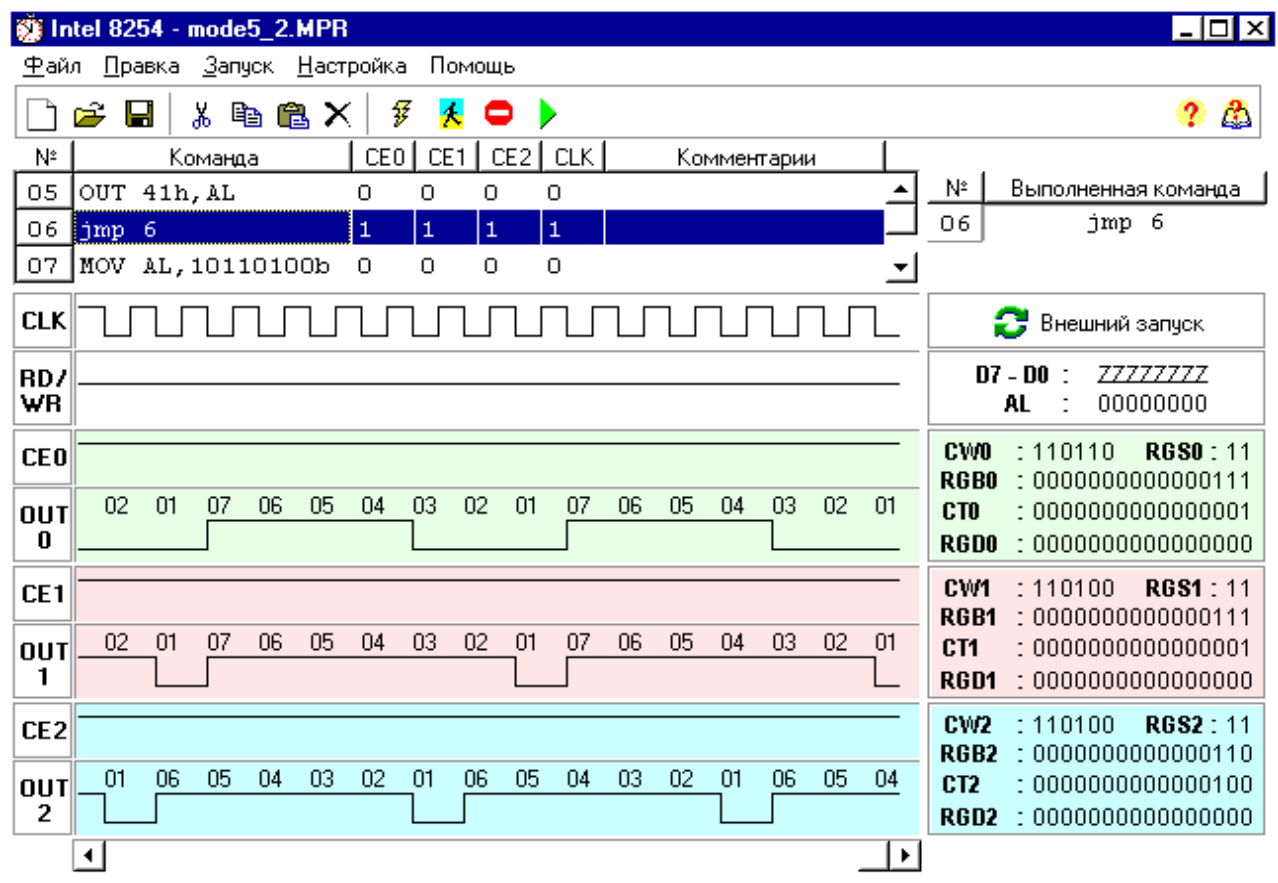 Intel 8254 - mode5_2.MPR
Файл Правка Запуск Настройка Помощь
№ Команда CE0 CE1 CE2 CLK Комментарии
05 OUT 41h,AL 0 0 0 0
06 jmp 6 1 1 1 1
07 MOV AL,10110100b 0 0 0 0
№ Выполненная команда
06 jmp 6
CLK
Внешний запуск
RD/
WR
D7 - D0 : ZZZZZZZZ
AL : 00000000
CE0
OUT
0
02 01 07 06 05 04 03 02 01 07 06 05 04 03 02 01
CW0 : 110110 RGS0 : 11
RGB0 : 0000000000000111
CT0 : 0000000000000001
RGD0 : 0000000000000000
CE1
OUT
1
02 01 07 06 05 04 03 02 01 07 06 05 04 03 02 01
CW1 : 110100 RGS1 : 11
RGB1 : 0000000000000111
CT1 : 0000000000000001
RGD1 : 0000000000000000
CE2
OUT
2
01 06 05 04 03 02 01 06 05 04 03 02 01 06 05 04
CW2 : 110100 RGS2 : 11
RGB2 : 0000000000000110
CT2 : 0000000000000100
RGD2 : 0000000000000000